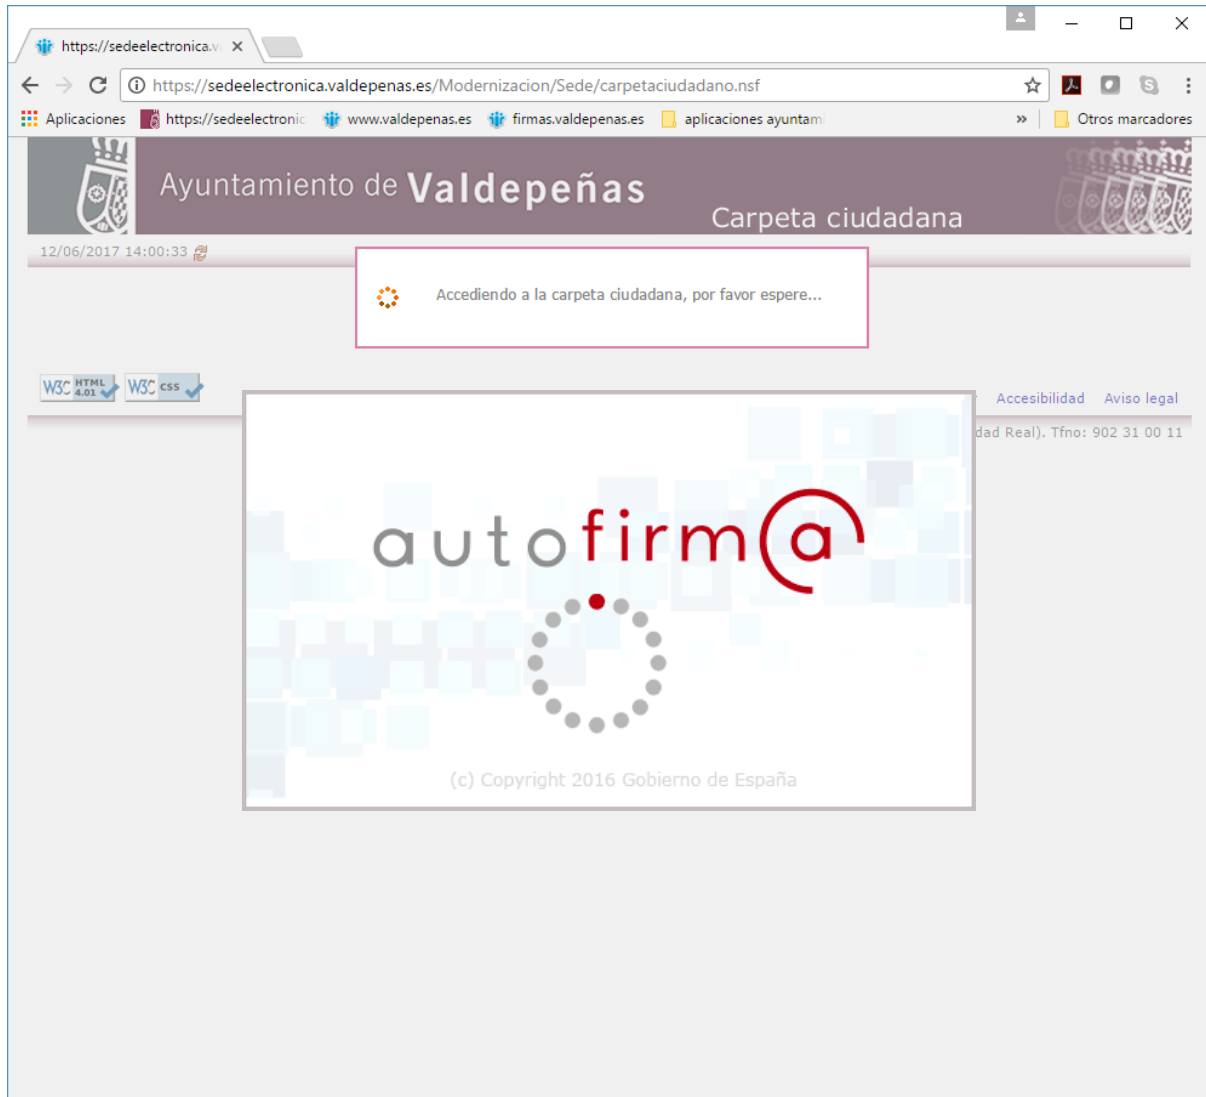 https://sedeelectronica.v
https://sedeelectronica.valdepenas.es/Modernizacion/Sede/carpetaciudadano.nsf
Aplicaciones https://sedeelectronic www.valdepenas.es firmas.valdepenas.es aplicaciones ayuntam » Otros marcadores
Ayuntamiento de Valdepeñas
Carpeta ciudadana
12/06/2017 14:00:33
Accediendo a la carpeta ciudadana, por favor espere...
W3C HTML 4.01 W3C css
Accesibilidad Aviso legal
dad Real). Tfno: 902 31 00 11
autofirm@
(c) Copyright 2016 Gobierno de España